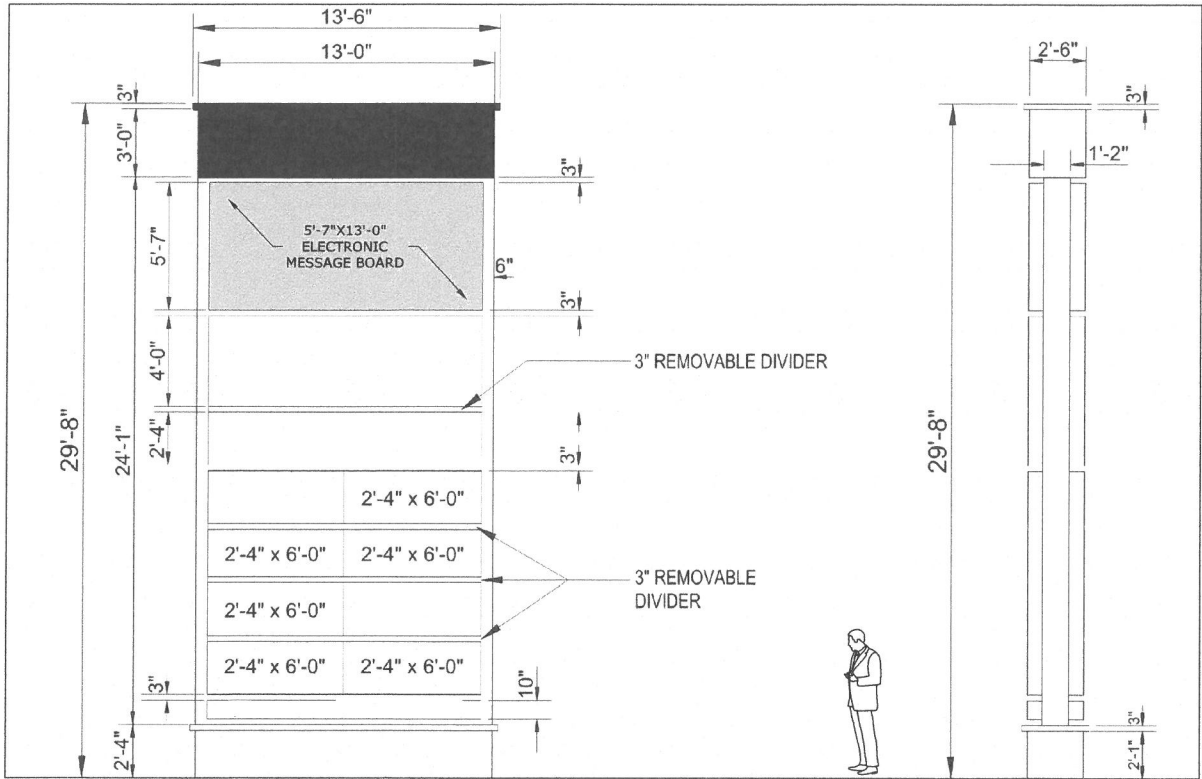 13'-6"
13'-0"
2'-6"
3"
3"
3'-0"
3"
1'-2"
5'-7"X13'-0"
ELECTRONIC
MESSAGE BOARD
5'-7"
6"
3"
4'-0"
3" REMOVABLE DIVIDER
29'-8"
24'-1"
2'-4"
3"
29'-8"
2'-4" x 6'-0"
2'-4" x 6'-0" 2'-4" x 6'-0"
3" REMOVABLE
DIVIDER
2'-4" x 6'-0"
2'-4" x 6'-0" 2'-4" x 6'-0"
3"
10"
2'-4"
3"
2'-1"